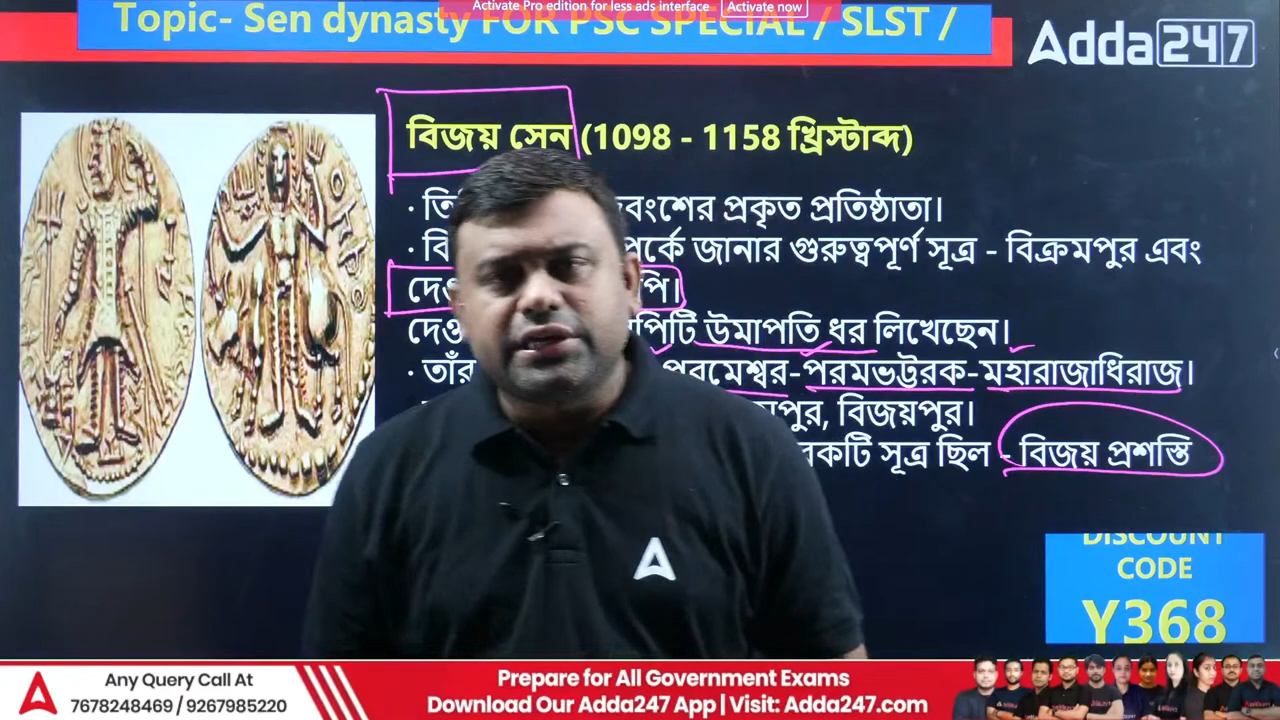 Activate Pro edition for less ads interface Activate now
Topic- Sen dynasty FOR PSC SPECIAL / SLST /
Adda247
বিজয় সেন (1098 - 1158 খ্রিস্টাব্দ)
বংশের প্রকৃত প্রতিষ্ঠাতা।
জানার গুরুত্বপূর্ণ সূত্র - বিক্রমপুর এবং
উমাপতি ধর লিখেছেন।
পরমেশ্বর-পরমভট্টরক-মহারাজাধিরাজ।
বিজয়পুর।
সূত্র ছিল - বিজয় প্রশস্তি
DISCOUNT
CODE
Y368
Any Query Call At
7678248469 / 9267985220
Prepare for All Government Exams
Download Our Adda247 App | Visit: Adda247.com